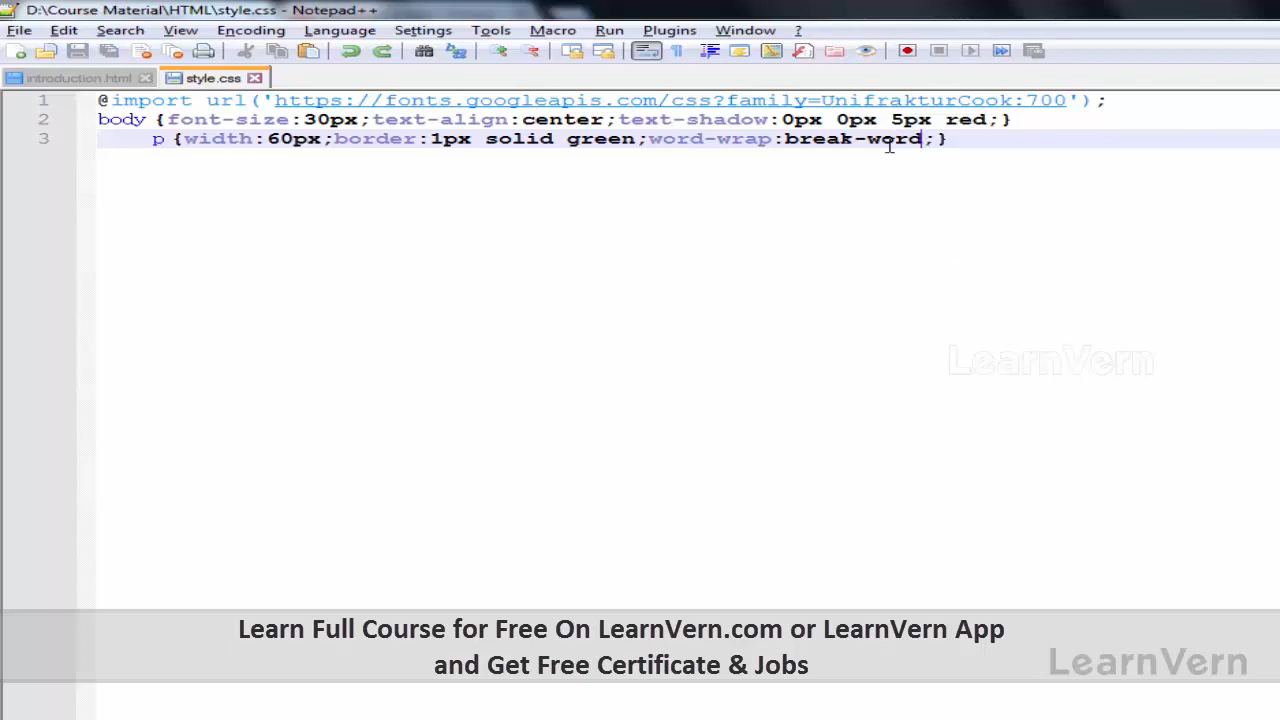 D:\Course Material\HTML\style.css - Notepad++
File Edit Search View Encoding Language Settings Tools Macro Run Plugins Window ?
introduction.html style.css
1 @import url('https://fonts.googleapis.com/css?family=UnifrakturCook:700');
2 body {font-size:30px;text-align:center;text-shadow:0px 0px 5px red;}
3 p {width:60px;border:1px solid green;word-wrap:break-word;}
LearnVern
Learn Full Course for Free On LearnVern.com or LearnVern App
and Get Free Certificate & Jobs
LearnVern